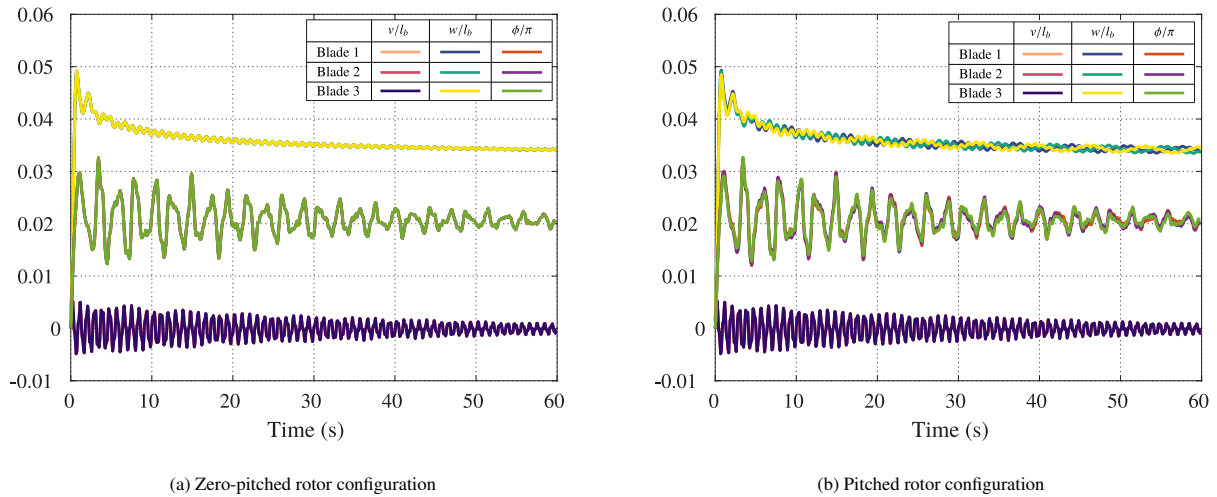 0.06
0.05
0.04
0.03
0.02
0.01
0
-0.01
0 10 20 30 40 50 60
Time (s)
v/l_b w/l_b ϕ/π
Blade 1
Blade 2
Blade 3
(a) Zero-pitched rotor configuration
0.06
0.05
0.04
0.03
0.02
0.01
0
-0.01
0 10 20 30 40 50 60
Time (s)
v/l_b w/l_b ϕ/π
Blade 1
Blade 2
Blade 3
(b) Pitched rotor configuration